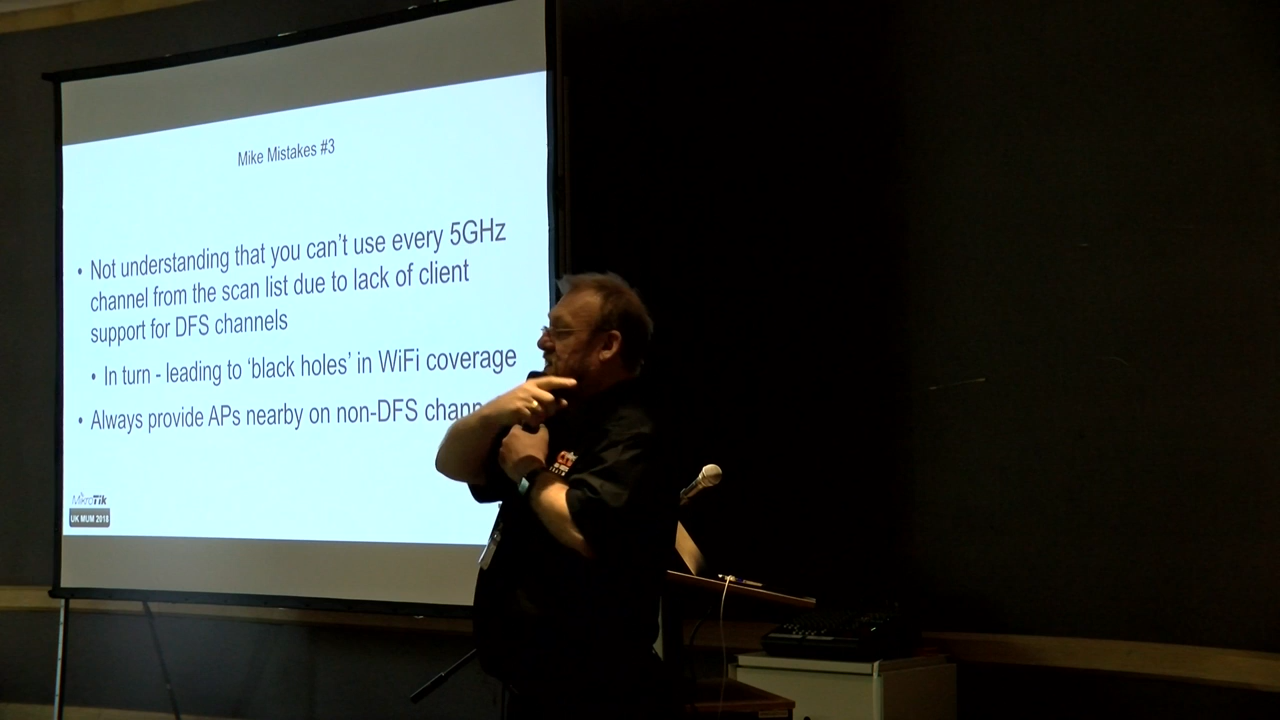 Mike Mistakes #3
• Not understanding that you can't use every 5GHz
channel from the scan list due to lack of client
support for DFS channels
• In turn - leading to 'black holes' in WiFi coverage
• Always provide APs nearby on non-DFS
MikroTik
UK MUM 2018